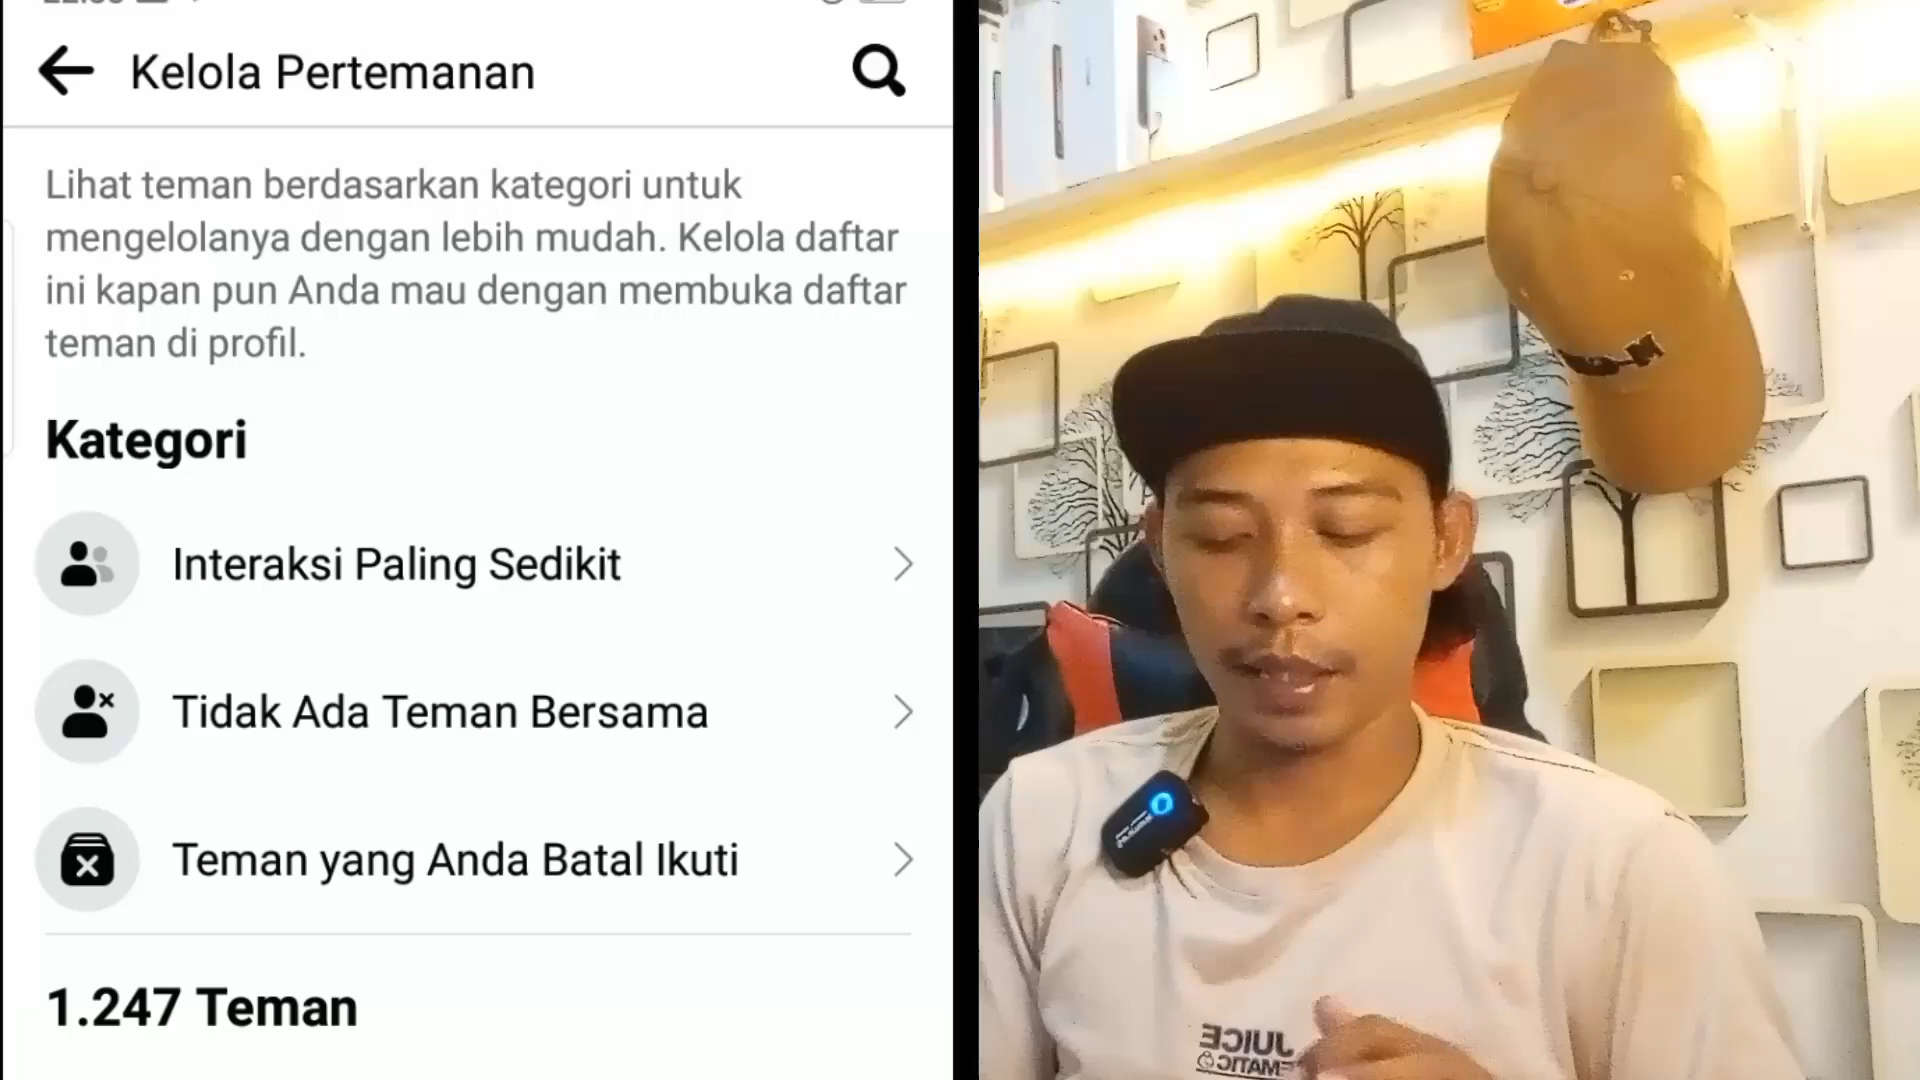 Kelola Pertemanan
Lihat teman berdasarkan kategori untuk
mengelolanya dengan lebih mudah. Kelola daftar
ini kapan pun Anda mau dengan membuka daftar
teman di profil.
Kategori
Interaksi Paling Sedikit
Tidak Ada Teman Bersama
Teman yang Anda Batal Ikuti
1.247 Teman
JUICE